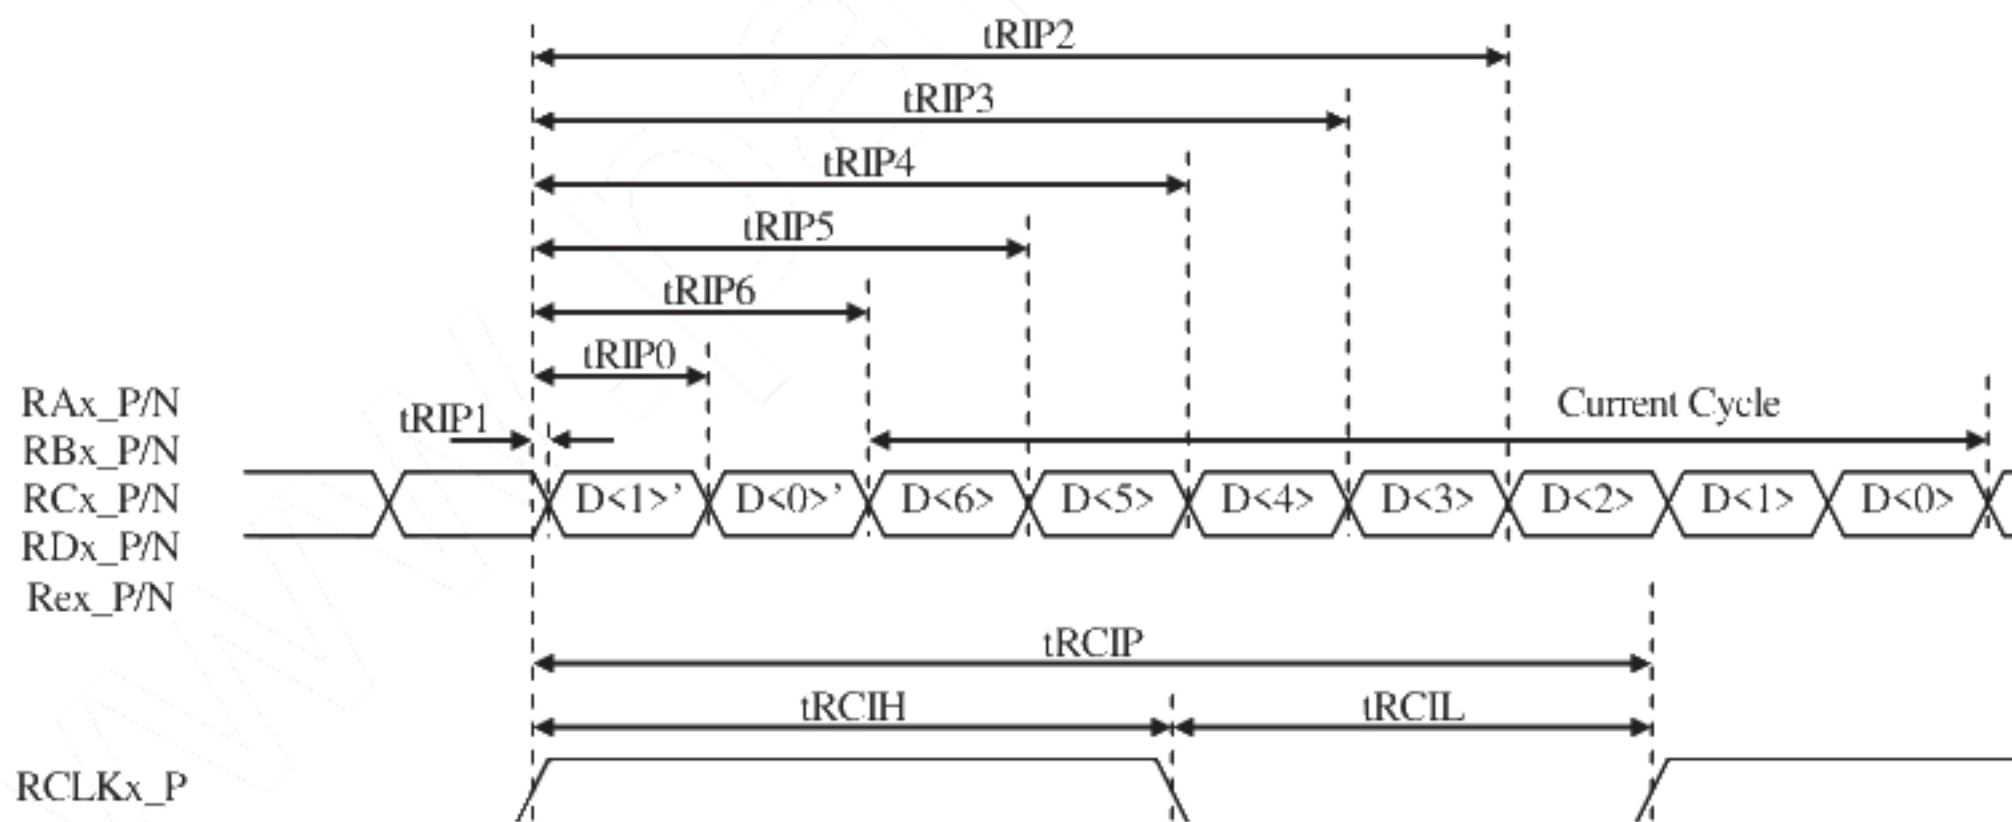 tRIP2
tRIP3
tRIP4
tRIP5
tRIP6
tRIP0
tRIP1
Current Cycle
RAx_P/N
RBx_P/N
RCx_P/N
RDx_P/N
Rex_P/N
D<1>’ D<0>’ D<6> D<5> D<4> D<3> D<2> D<1> D<0>
tRCIP
tRCIH tRCIL
RCLKx_P